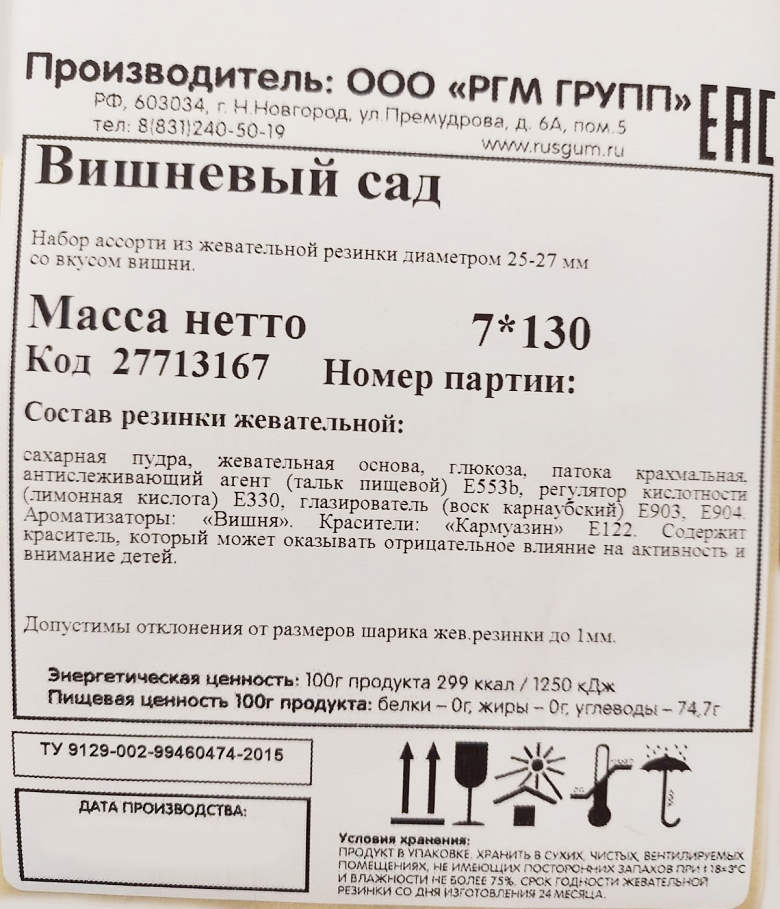 Производитель: ООО «РГМ ГРУПП»
РФ, 603034, г. Н.Новгород, ул.Премудрова, д. 6А, пом.5
тел: 8(831)240-50-19
www.rusgum.ru
ЕАС
Вишневый сад
Набор ассорти из жевательной резинки диаметром 25-27 мм
со вкусом вишни.
Масса нетто 7*130
Код 27713167 Номер партии:
Состав резинки жевательной:
сахарная пудра, жевательная основа, глюкоза, патока крахмальная,
антислеживающий агент (тальк пищевой) Е553b, регулятор кислотности
(лимонная кислота) Е330, глазирователь (воск карнаубский) Е903, Е904.
Ароматизаторы: «Вишня». Красители: «Кармуазин» Е122. Содержит
краситель, который может оказывать отрицательное влияние на активность и
внимание детей.
Допустимы отклонения от размеров шарика жев.резинки до 1мм.
Энергетическая ценность: 100г продукта 299 ккал / 1250 кДж
Пищевая ценность 100г продукта: белки – 0г, жиры – 0г, углеводы – 74,7г
ТУ 9129-002-99460474-2015
ДАТА ПРОИЗВОДСТВА:
Условия хранения:
ПРОДУКТ В УПАКОВКЕ. ХРАНИТЬ В СУХИХ, ЧИСТЫХ, ВЕНТИЛИРУЕМЫХ
ПОМЕЩЕНИЯХ, НЕ ИМЕЮЩИХ ПОСТОРОННИХ ЗАПАХОВ ПРИ t 18±3°С
И ВЛАЖНОСТИ НЕ БОЛЕЕ 75%. СРОК ГОДНОСТИ ЖЕВАТЕЛЬНОЙ
РЕЗИНКИ СО ДНЯ ИЗГОТОВЛЕНИЯ 24 МЕСЯЦА.